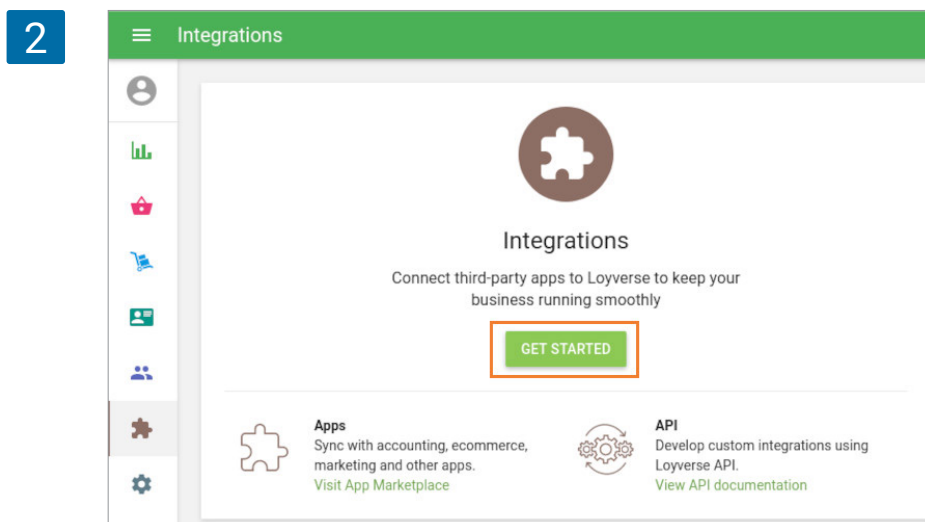 2
Integrations
Integrations
Connect third-party apps to Loyverse to keep your
business running smoothly
GET STARTED
Apps
Sync with accounting, ecommerce,
marketing and other apps.
Visit App Marketplace
API
Develop custom integrations using
Loyverse API.
View API documentation